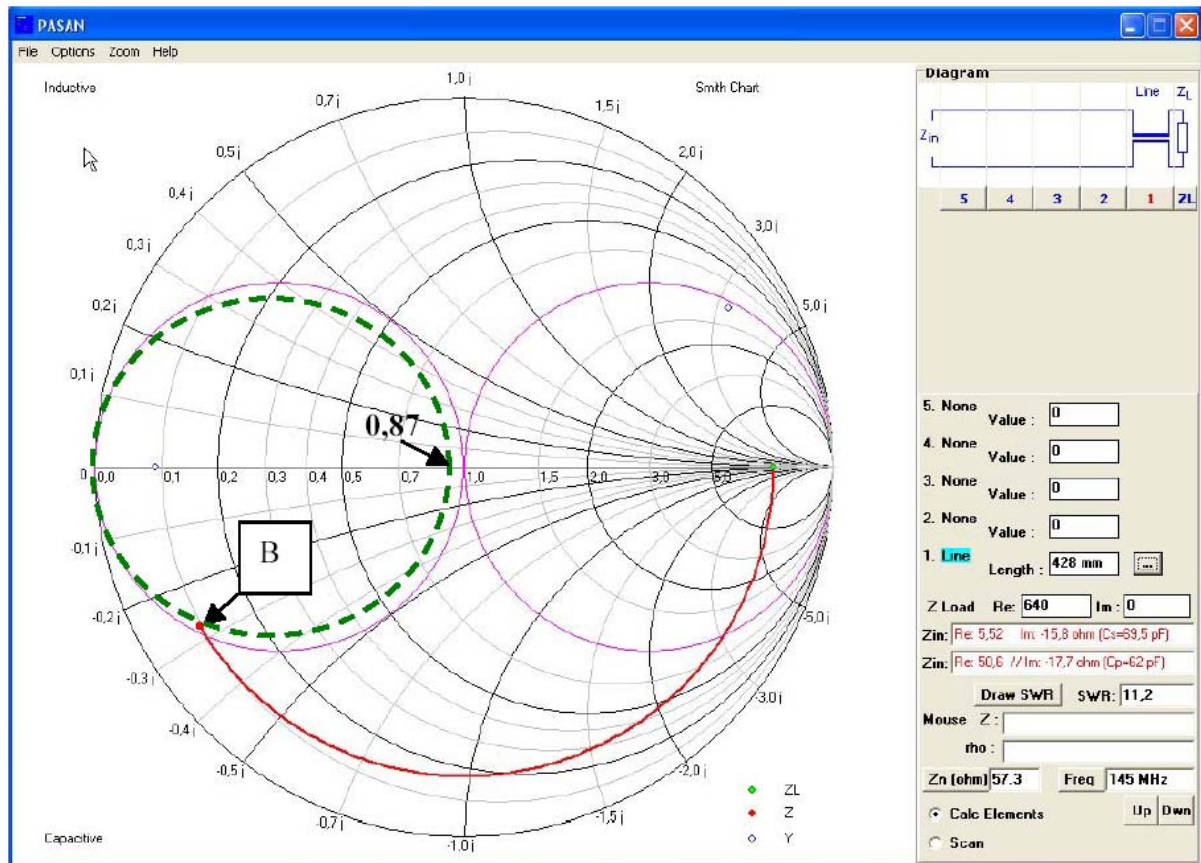 PASAN
File Options Zoom Help
Inductive
Smith Chart
1,0 j
0,7 j
1,5 j
0,5 j
2,0 j
0,4 j
0,3 j
3,0 j
0,2 j
5,0 j
0,1 j
0,87
0 0,0 0,1 0,2 0,3 0,4 0,5 0,7 1,0 1,5 2,0 3,0 5,0
-0,1 j
B
-0,2 j
-5,0 j
-0,3 j
-3,0 j
-0,4 j
-0,5 j
-2,0 j
-0,7 j
-1,5 j
-1,0 j
Capacitive
ZL
Z
Y
Diagram
Line ZL
Zin
5 4 3 2 1 ZL
5. None Value : 0
4. None Value : 0
3. None Value : 0
2. None Value : 0
1. Line Length : 428 mm ...
Z Load Re: 640 Im : 0
Zin: Re: 5,52 Im: -15,8 ohm (Cs=69,5 pF)
Zin: Re: 50,6 // Im: -17,7 ohm (Cp=62 pF)
Draw SWR SWR: 11,2
Mouse Z :
rho :
Zn (ohm) 57.3 Freq 145 MHz
Calc Elements Up Dwn
Scan